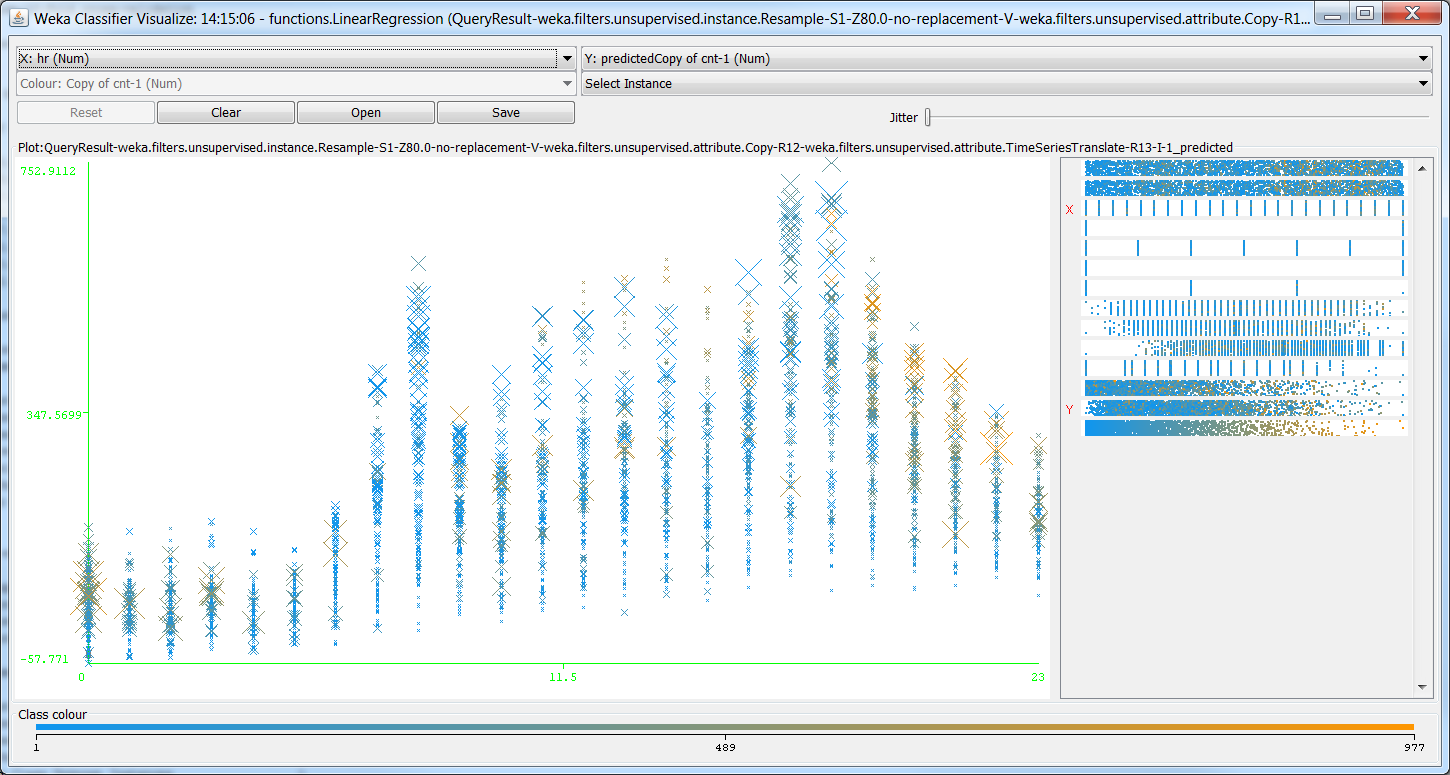 Weka Classifier Visualize: 14:15:06 - functions.LinearRegression (QueryResult-weka.filters.unsupervised.instance.Resample-S1-Z80.0-no-replacement-V-weka.filters.unsupervised.attribute.Copy-R1...
X: hr (Num)
Y: predictedCopy of cnt-1 (Num)
Colour: Copy of cnt-1 (Num)
Select Instance
Reset
Clear
Open
Save
Jitter
Plot:QueryResult-weka.filters.unsupervised.instance.Resample-S1-Z80.0-no-replacement-V-weka.filters.unsupervised.attribute.Copy-R12-weka.filters.unsupervised.attribute.TimeSeriesTranslate-R13-I-1_predicted
752.9112
X
347.5699
Y
-57.771
0
11.5
23
Class colour
1
489
977